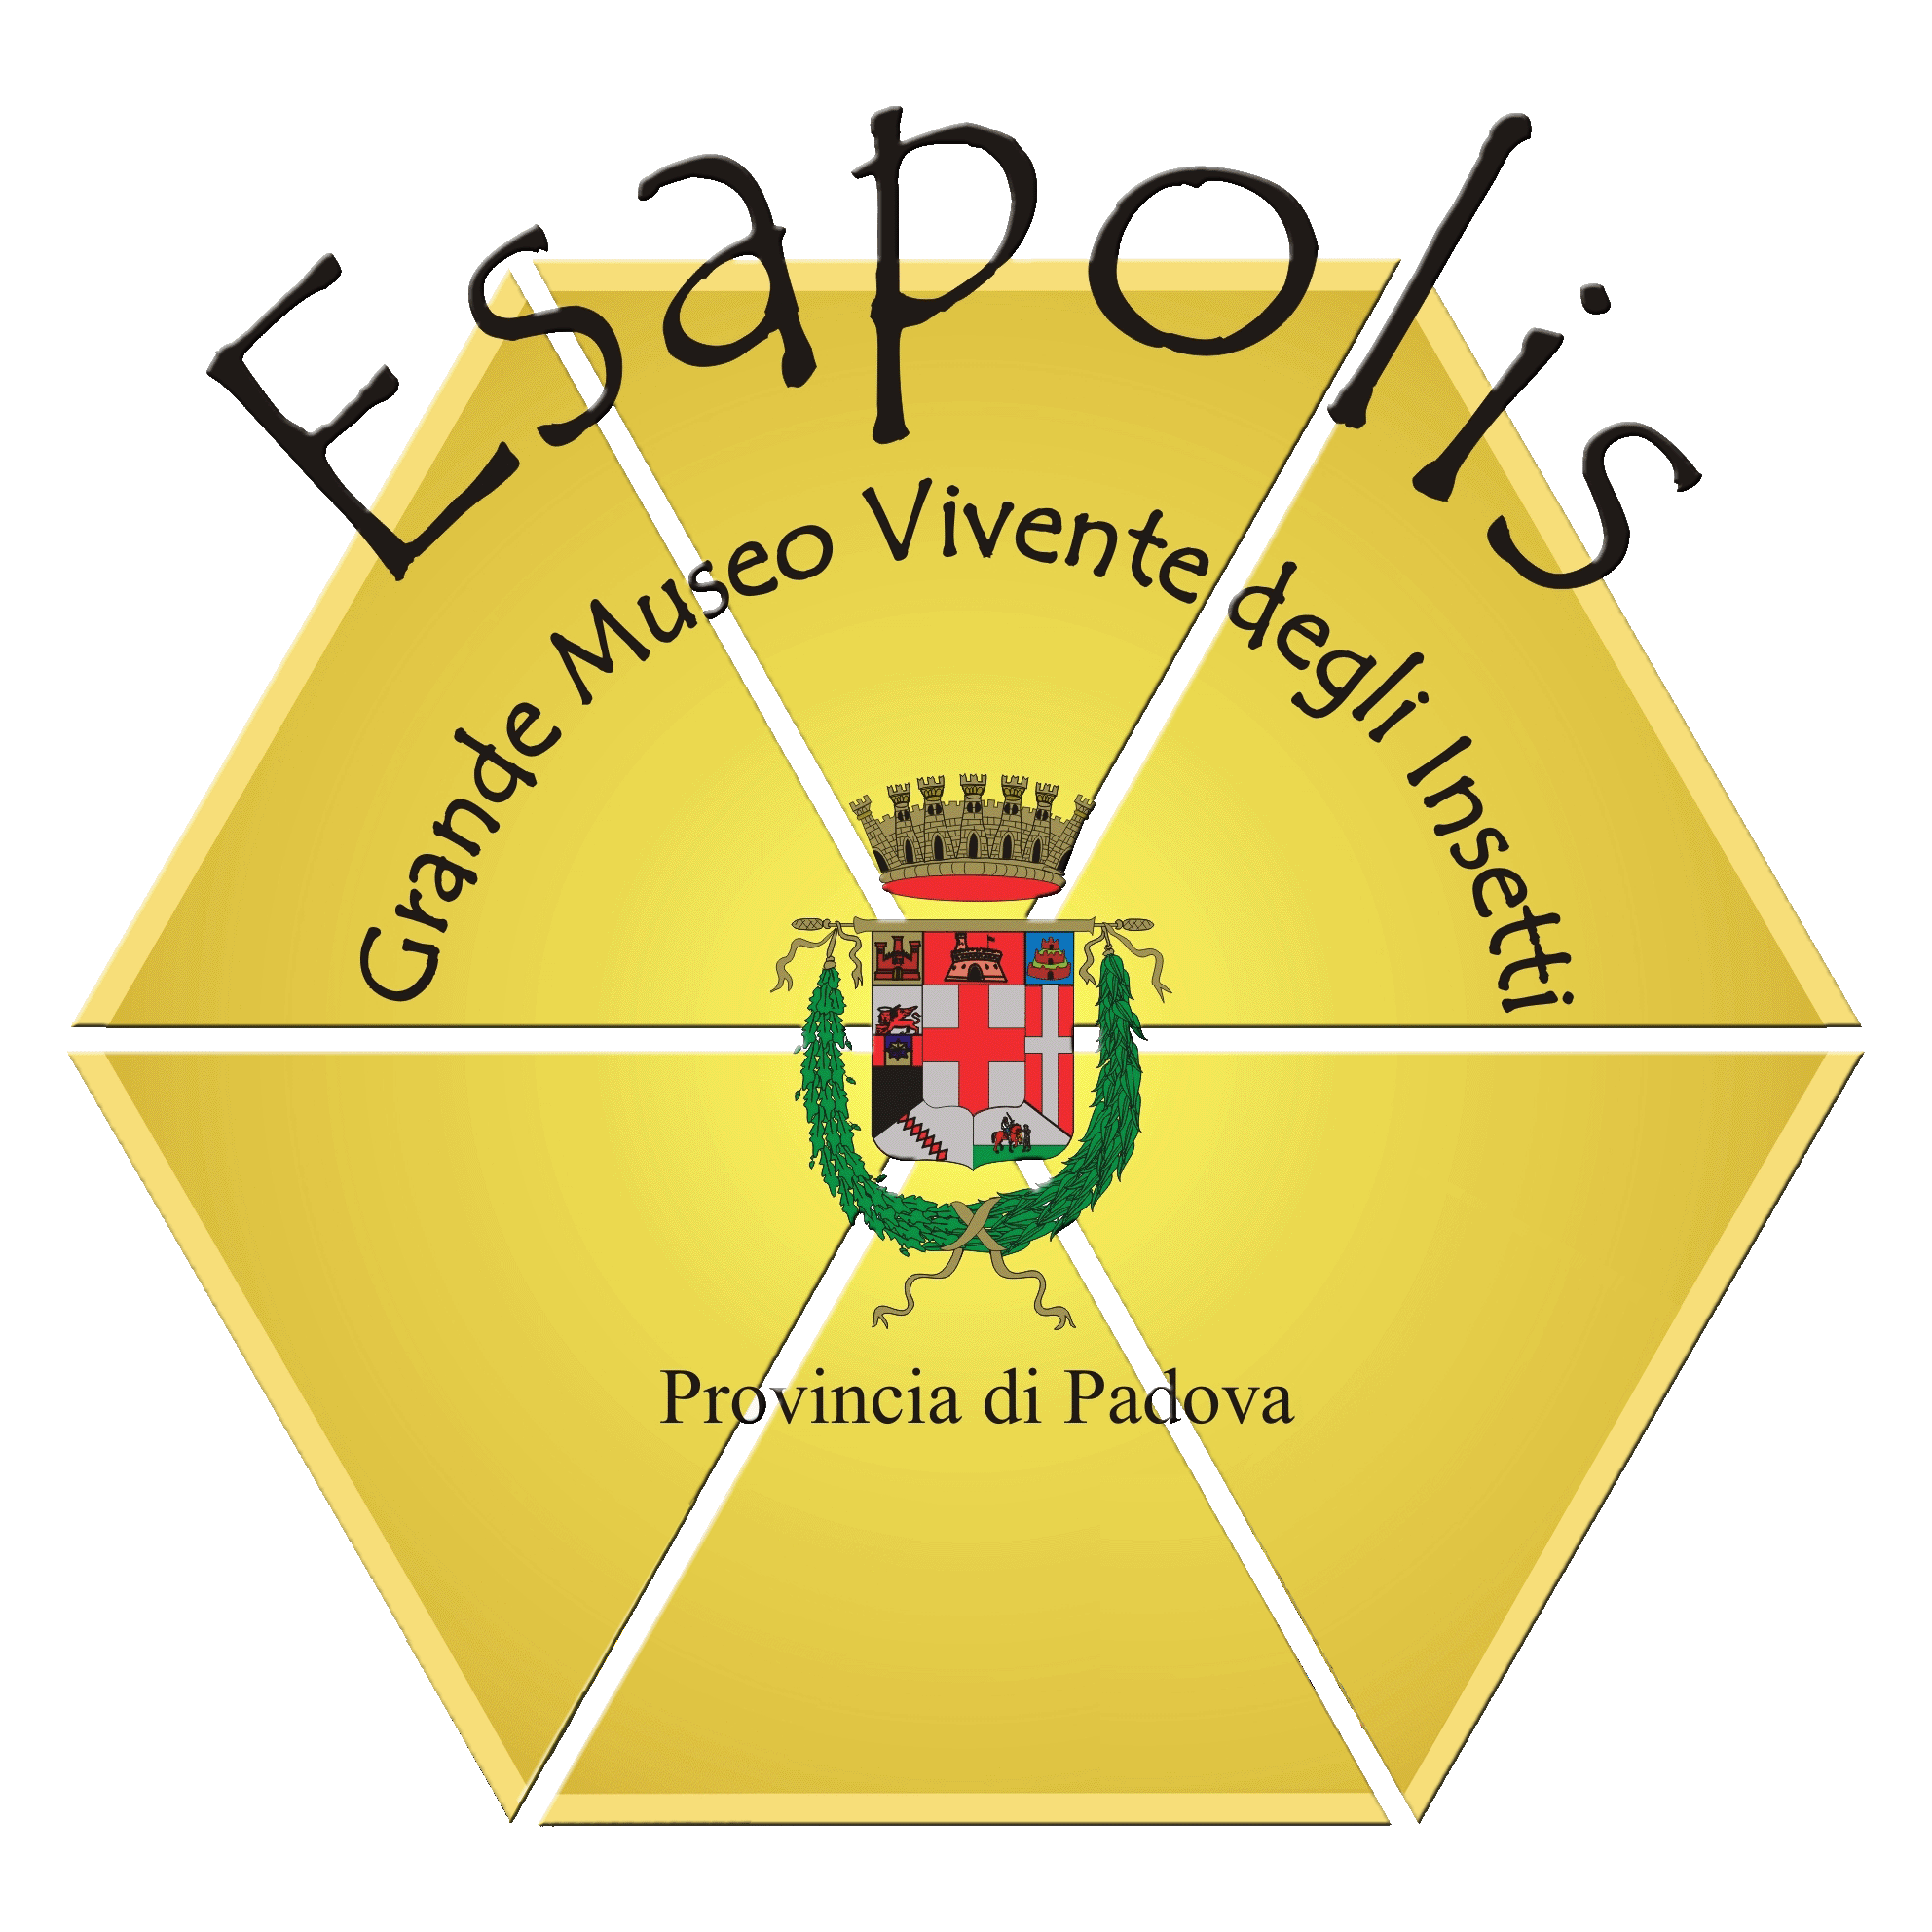 Esapolis
Grande Museo Vivente degli Insetti
Provincia di Padova